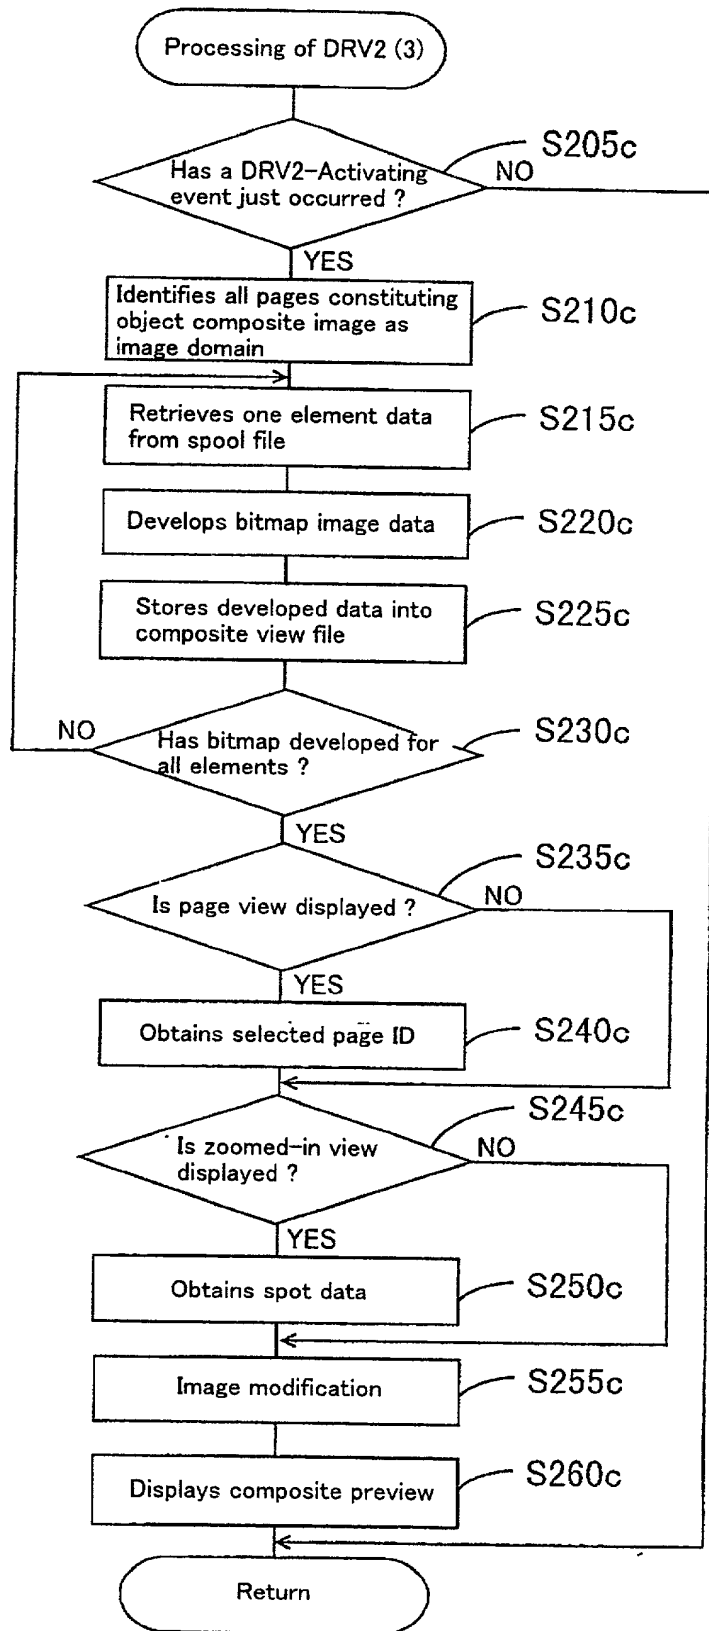 Processing of DRV2 (3)
S205c
Has a DRV2-Activating
event just occurred ?
NO
YES
Identifies all pages constituting
object composite image as
image domain
S210c
Retrieves one element data
from spool file
S215c
Develops bitmap image data
S220c
Stores developed data into
composite view file
S225c
NO
Has bitmap developed for
all elements ?
S230c
YES
S235c
Is page view displayed ?
NO
YES
Obtains selected page ID
S240c
S245c
Is zoomed-in view
displayed ?
NO
YES
Obtains spot data
S250c
Image modification
S255c
Displays composite preview
S260c
Return